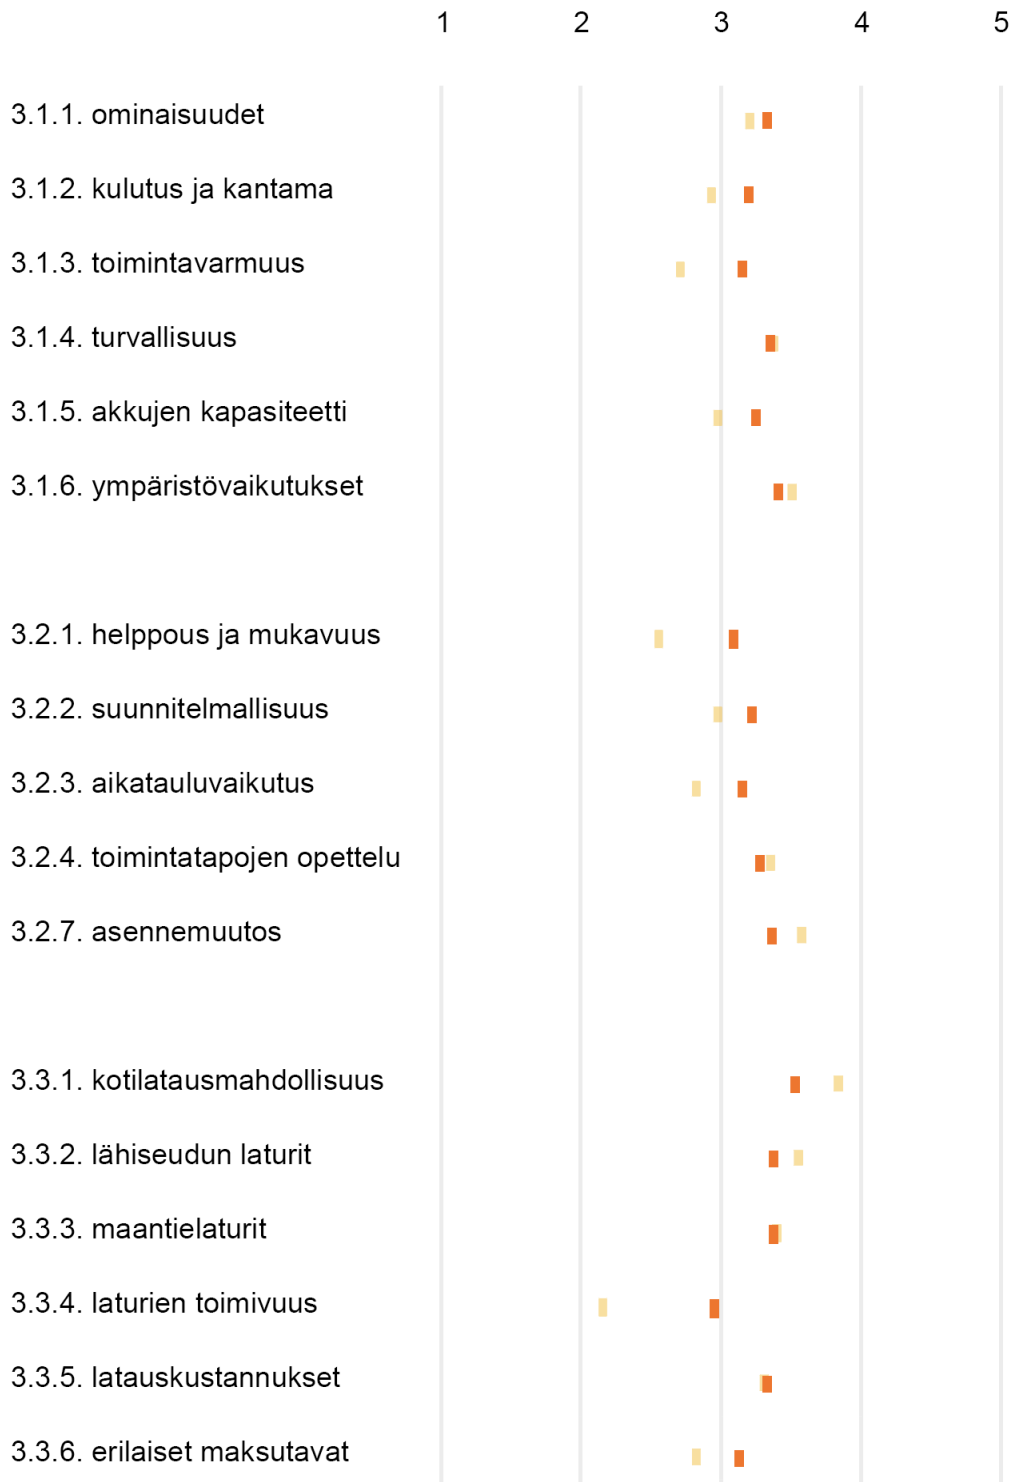 1 2 3 4 5
3.1.1. ominaisuudet
3.1.2. kulutus ja kantama
3.1.3. toimintavarmuus
3.1.4. turvallisuus
3.1.5. akkujen kapasiteetti
3.1.6. ympäristövaikutukset
3.2.1. helppous ja mukavuus
3.2.2. suunnitelmallisuus
3.2.3. aikatauluvaikutus
3.2.4. toimintatapojen opettelu
3.2.7. asennemuutos
3.3.1. kotilatausmahdollisuus
3.3.2. lähiseudun laturit
3.3.3. maantielaturit
3.3.4. laturien toimivuus
3.3.5. latauskustannukset
3.3.6. erilaiset maksutavat